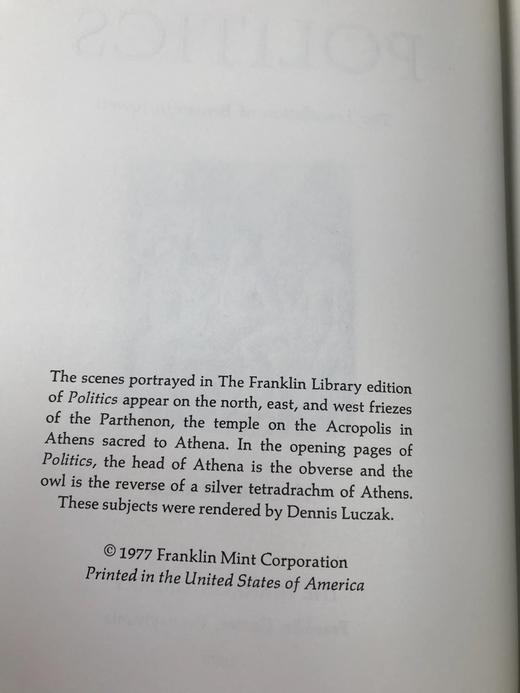 The scenes portrayed in The Franklin Library edition
of Politics appear on the north, east, and west friezes
of the Parthenon, the temple on the Acropolis in
Athens sacred to Athena. In the opening pages of
Politics, the head of Athena is the obverse and the
owl is the reverse of a silver tetradrachm of Athens.
These subjects were rendered by Dennis Luczak.
© 1977 Franklin Mint Corporation
Printed in the United States of America